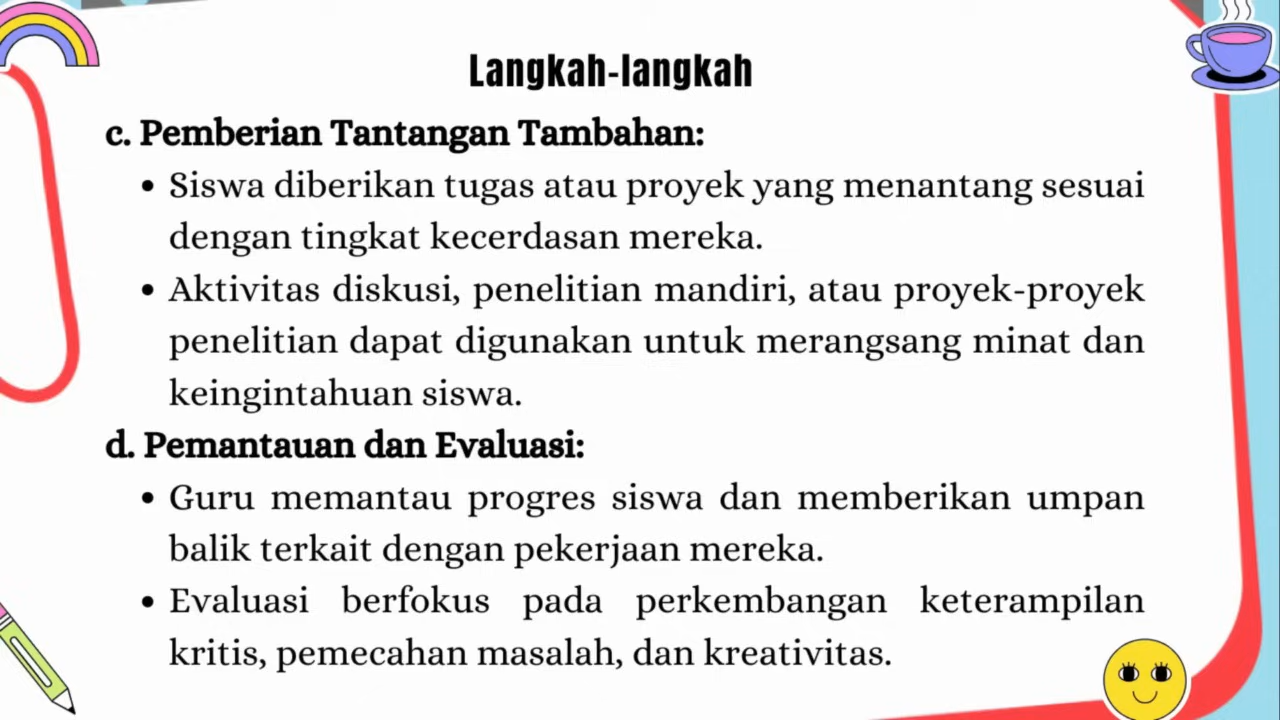 Langkah-langkah
c. Pemberian Tantangan Tambahan:
• Siswa diberikan tugas atau proyek yang menantang sesuai
dengan tingkat kecerdasan mereka.
• Aktivitas diskusi, penelitian mandiri, atau proyek-proyek
penelitian dapat digunakan untuk merangsang minat dan
keingintahuan siswa.
d. Pemantauan dan Evaluasi:
• Guru memantau progres siswa dan memberikan umpan
balik terkait dengan pekerjaan mereka.
• Evaluasi berfokus pada perkembangan keterampilan
kritis, pemecahan masalah, dan kreativitas.